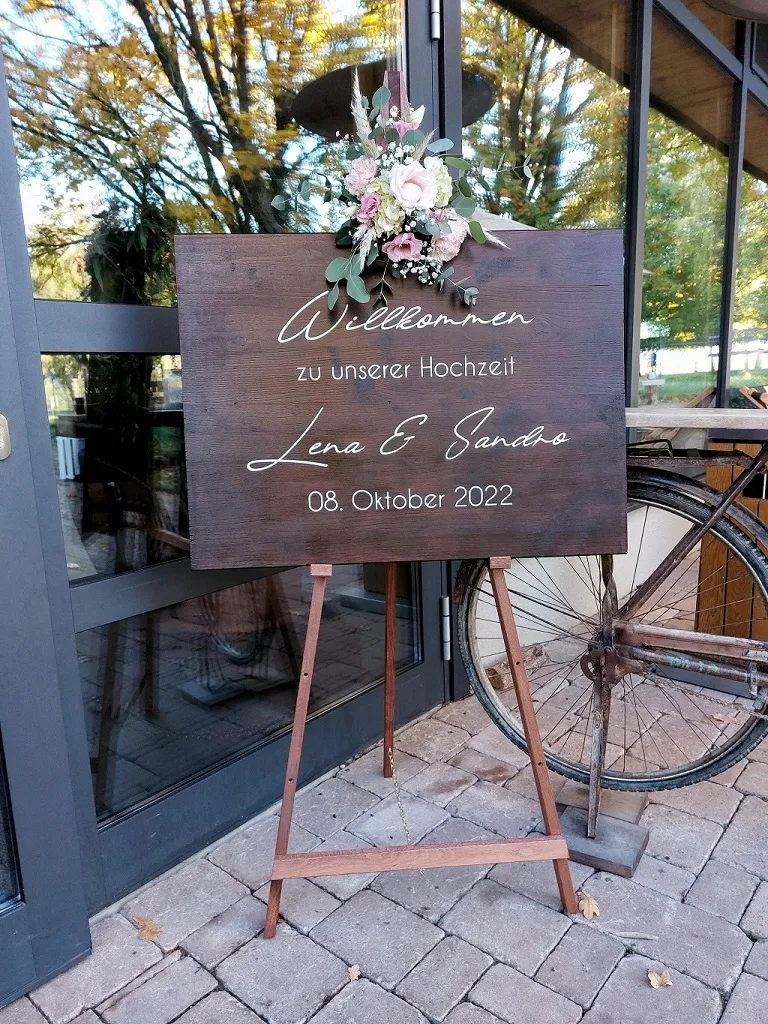 Willkommen
zu unserer Hochzeit
Lena & Sandro
08. Oktober 2022